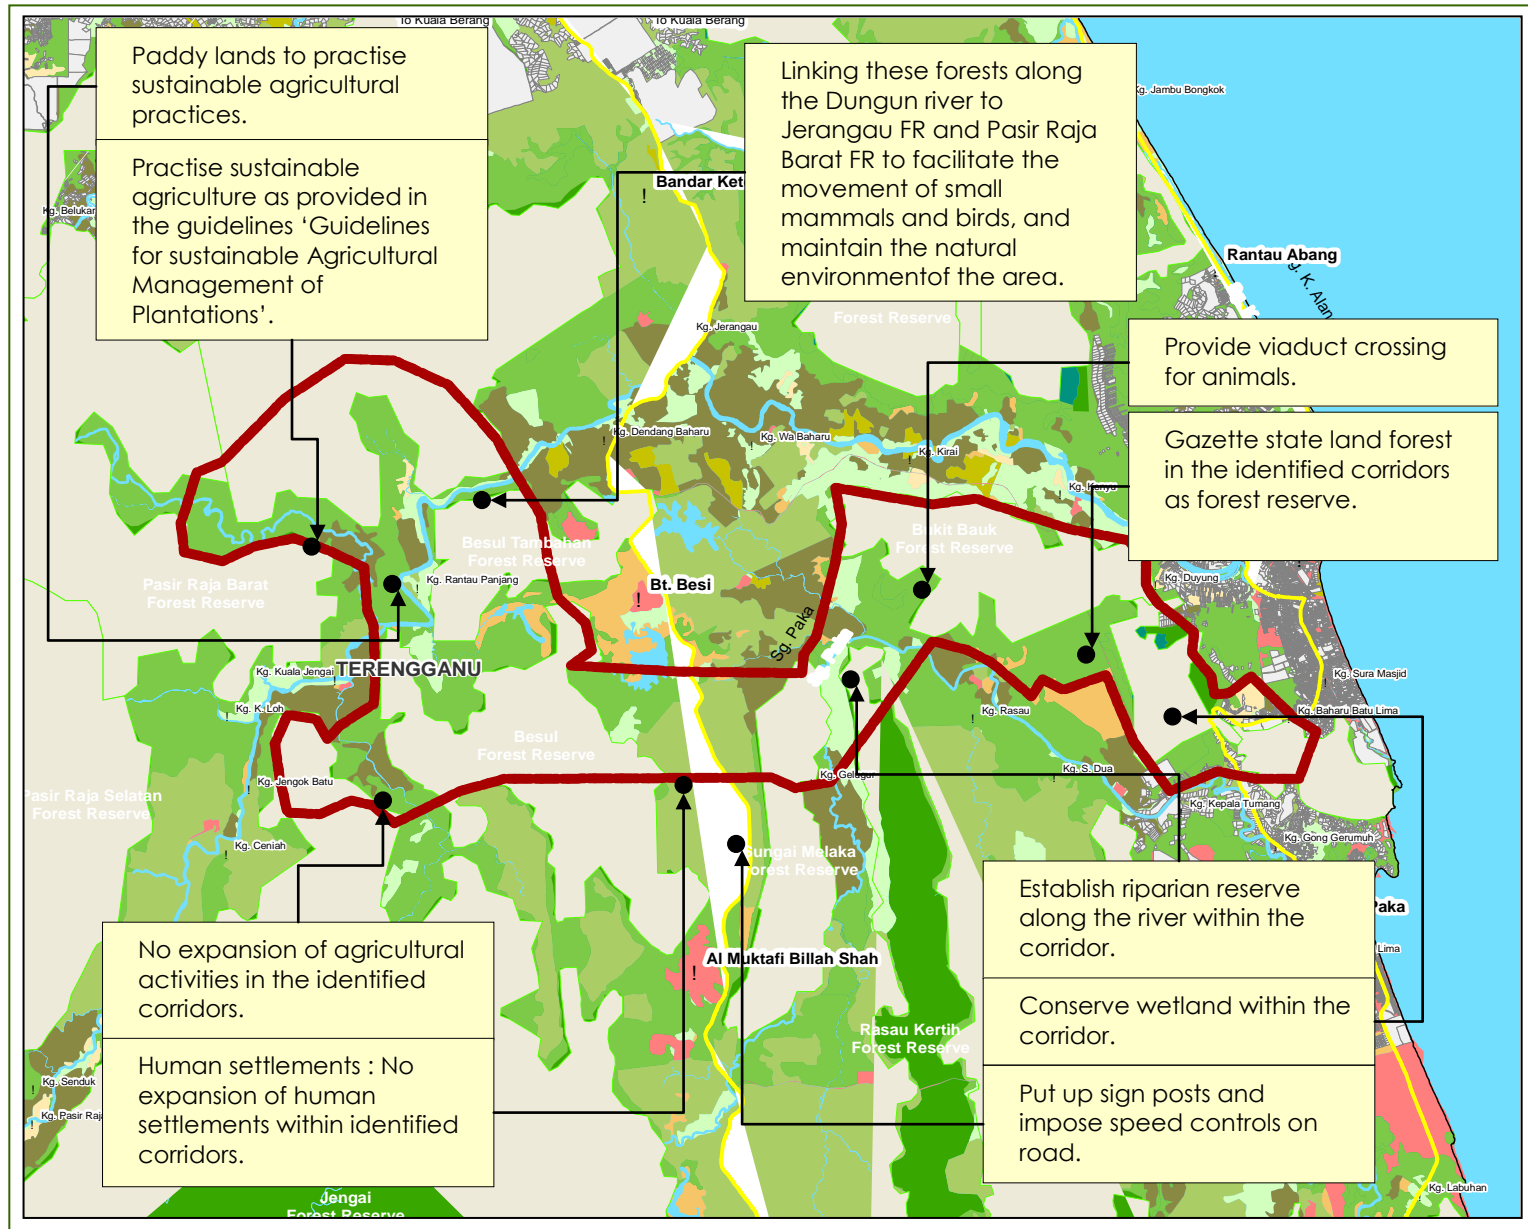 To Kuala Berang
To Kuala Berang
Paddy lands to practise
sustainable agricultural
practices.
Practise sustainable
agriculture as provided in
the guidelines ‘Guidelines
for sustainable Agricultural
Management of
Plantations’.
Linking these forests along
the Dungun river to
Jerangau FR and Pasir Raja
Barat FR to facilitate the
movement of small
mammals and birds, and
maintain the natural
environmentof the area.
Kg. Jambu Bongkok
Bandar Ket
Kg. Belukar
Rantau Abang
K. Alan
Forest Reserve
Kg. Jerangau
Provide viaduct crossing
for animals.
Gazette state land forest
in the identified corridors
as forest reserve.
Kg. Dendang Baharu
Kg. Wa Baharu
Kg. Kirai
Kg. Kenyu
Besul Tambahan
Forest Reserve
Bukit Bauk
Forest Reserve
Pasir Raja Barat
Forest Reserve
Kg. Rantau Panjang
Bt. Besi
Kg. Duyung
Sg. Paka
Kg. Kuala Jengai
TERENGGANU
Kg. Sura Masjid
Kg. K. Loh
Kg. Rasau
Kg. Baharu Batu Lima
Besul
Forest Reserve
Kg. Jengok Batu
Kg. Gelugur
Kg. S. Dua
Pasir Raja Selatan
Forest Reserve
Kg. Kepala Tumang
Kg. Ceniah
Kg. Gong Gerumuh
Sungai Melaka
Forest Reserve
Paka
Lima
No expansion of agricultural
activities in the identified
corridors.
Human settlements : No
expansion of human
settlements within identified
corridors.
Al Muktafi Billah Shah
Rasau Kertih
Forest Reserve
Establish riparian reserve
along the river within the
corridor.
Conserve wetland within the
corridor.
Put up sign posts and
impose speed controls on
road.
Kg. Senduk
Kg. Pasir Raja
Kg. Labuhan
Jengai
Forest Reserve